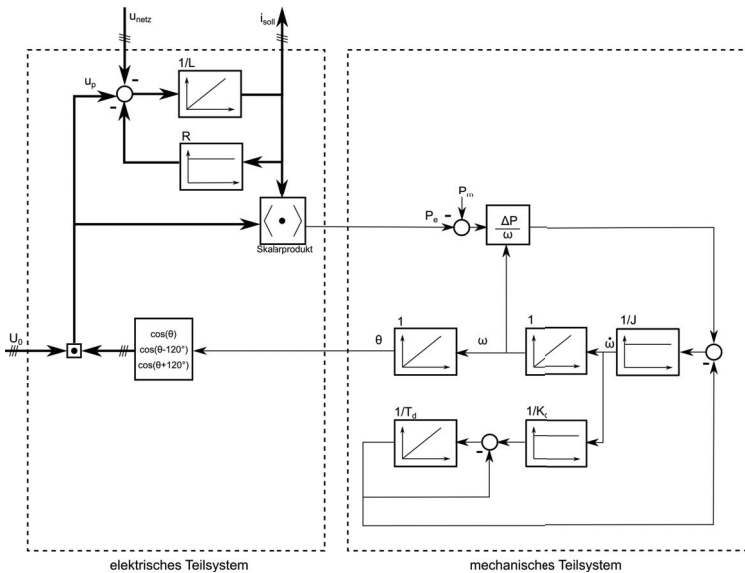 u_netz
i_soll
1/L
u_p
-
-
R
P_m
P_e
-
ΔP
ω
Skalarprodukt
U_0
cos(θ)
cos(θ-120°)
cos(θ+120°)
θ
1
ω
1
ω̇
1/J
-
1/T_d
1/K_d
-
elektrisches Teilsystem
mechanisches Teilsystem